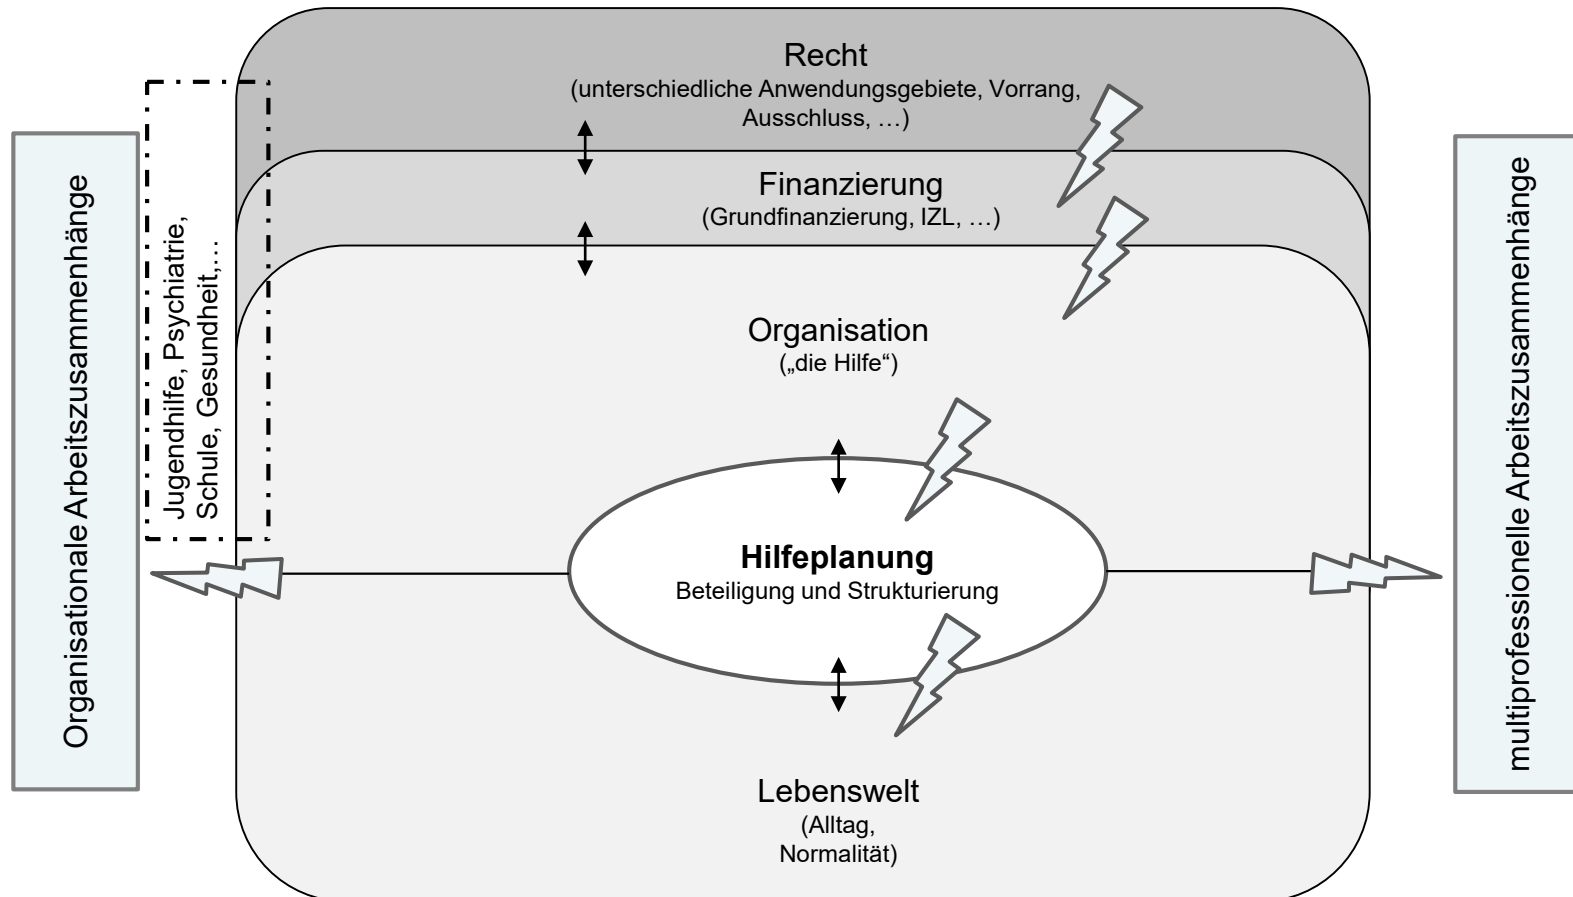 Recht
(unterschiedliche Anwendungsgebiete, Vorrang,
Ausschluss, …)
Finanzierung
(Grundfinanzierung, IZL, …)
Organisation
(„die Hilfe“)
Hilfeplanung
Beteiligung und Strukturierung
Lebenswelt
(Alltag,
Normalität)
Organisationale Arbeitszusammenhänge
Jugendhilfe, Psychiatrie,
Schule, Gesundheit,…
multiprofessionelle Arbeitszusammenhänge